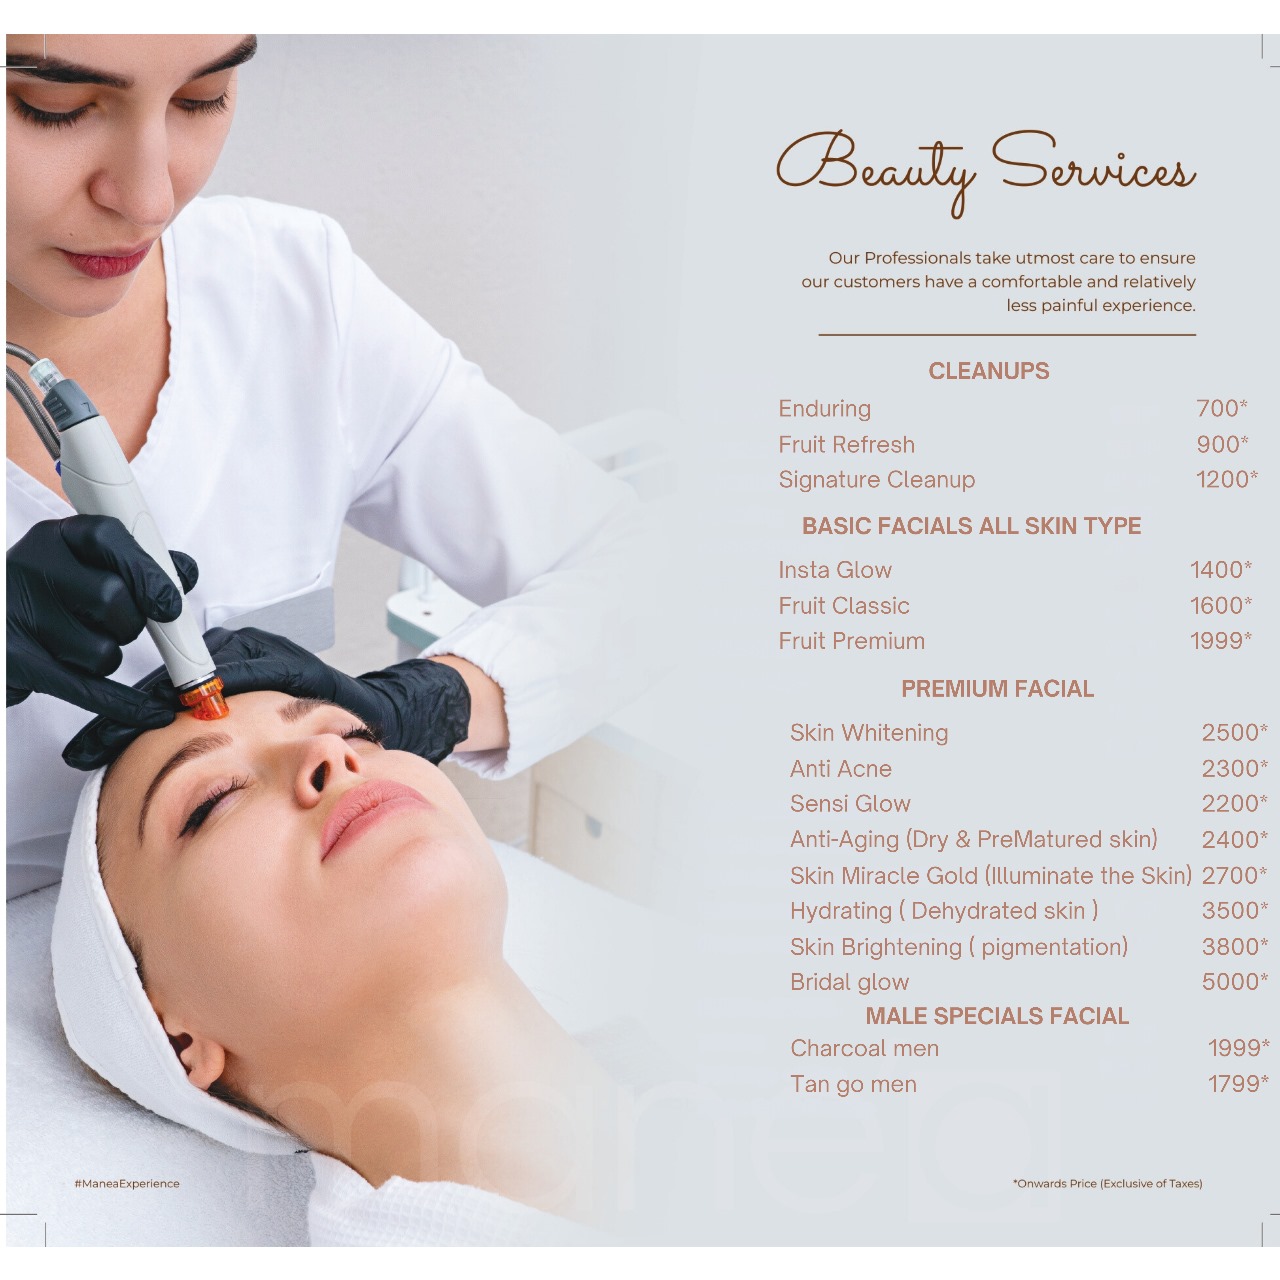 Beauty Services
Our Professionals take utmost care to ensure
our customers have a comfortable and relatively
less painful experience.
CLEANUPS
Enduring 700*
Fruit Refresh 900*
Signature Cleanup 1200*
BASIC FACIALS ALL SKIN TYPE
Insta Glow 1400*
Fruit Classic 1600*
Fruit Premium 1999*
PREMIUM FACIAL
Skin Whitening 2500*
Anti Acne 2300*
Sensi Glow 2200*
Anti-Aging (Dry & PreMatured skin) 2400*
Skin Miracle Gold (Illuminate the Skin) 2700*
Hydrating ( Dehydrated skin ) 3500*
Skin Brightening ( pigmentation) 3800*
Bridal glow 5000*
MALE SPECIALS FACIAL
Charcoal men 1999*
Tan go men 1799*
manea
#ManeaExperience
*Onwards Price (Exclusive of Taxes)